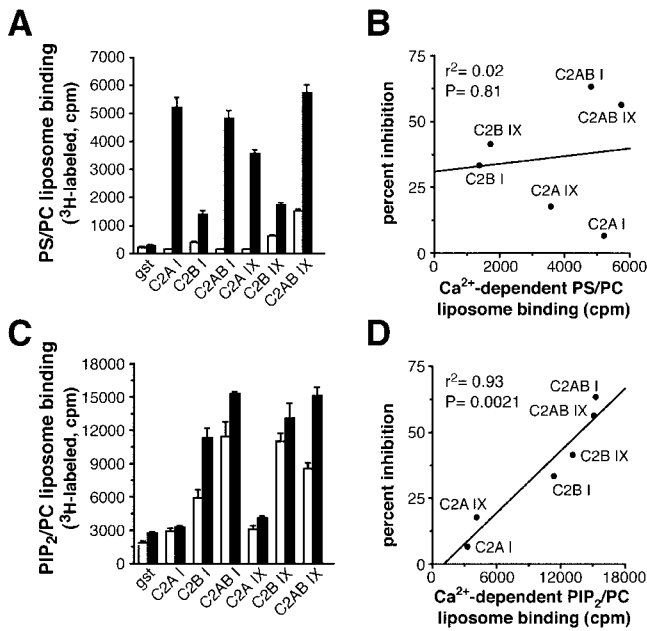 A
PS/PC liposome binding
(³H-labeled, cpm)
7000
6000
5000
4000
3000
2000
1000
0
gst
C2A I
C2B I
C2AB I
C2A IX
C2B IX
C2AB IX
B
percent inhibition
75
50
25
0
r²= 0.02
P= 0.81
C2AB I
C2AB IX
C2B IX
C2B I
C2A IX
C2A I
0 2000 4000 6000
Ca²⁺-dependent PS/PC
liposome binding (cpm)
C
PIP₂/PC liposome binding
(³H-labeled, cpm)
18000
15000
12000
9000
6000
3000
0
gst
C2A I
C2B I
C2AB I
C2A IX
C2B IX
C2AB IX
D
percent inhibition
75
50
25
0
r²= 0.93
P= 0.0021
C2AB I
C2AB IX
C2B IX
C2B I
C2A IX
C2A I
0 6000 12000 18000
Ca²⁺-dependent PIP₂/PC
liposome binding (cpm)